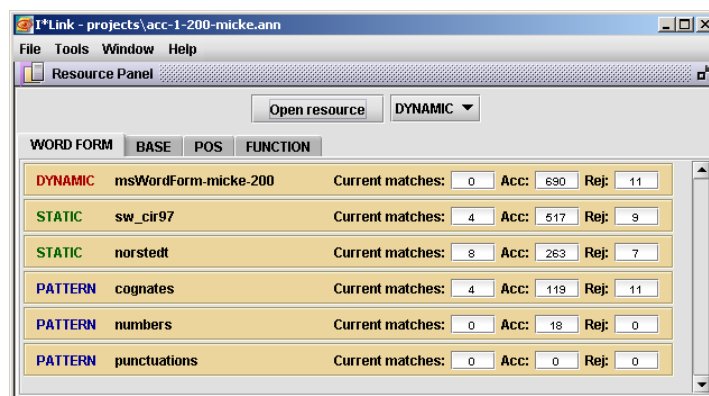 I*Link - projects\acc-1-200-micke.ann
File Tools Window Help
Resource Panel
Open resource DYNAMIC
WORD FORM BASE POS FUNCTION
DYNAMIC msWordForm-micke-200 Current matches: 0 Acc: 690 Rej: 11
STATIC sw_cir97 Current matches: 4 Acc: 517 Rej: 9
STATIC norstedt Current matches: 8 Acc: 263 Rej: 7
PATTERN cognates Current matches: 4 Acc: 119 Rej: 11
PATTERN numbers Current matches: 0 Acc: 18 Rej: 0
PATTERN punctuations Current matches: 0 Acc: 0 Rej: 0